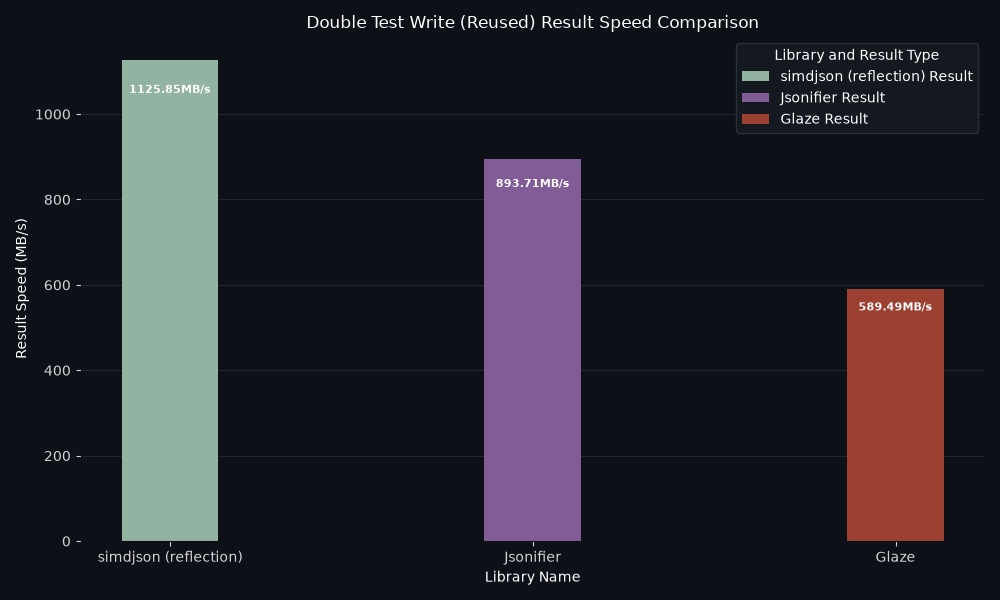 Double Test Write (Reused) Result Speed Comparison
Library and Result Type
simdjson (reflection) Result
Jsonifier Result
Glaze Result
1125.85MB/s
893.71MB/s
589.49MB/s
Result Speed (MB/s)
1000
800
600
400
200
0
simdjson (reflection)
Jsonifier
Glaze
Library Name